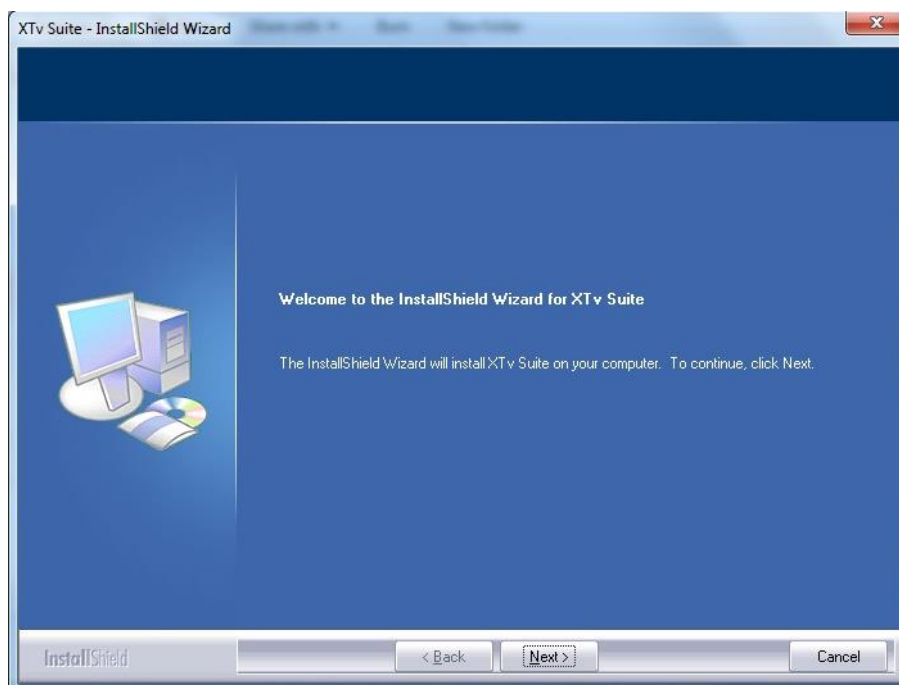 XTv Suite - InstallShield Wizard
Welcome to the InstallShield Wizard for XTv Suite
The InstallShield Wizard will install XTv Suite on your computer. To continue, click Next.
InstallShield
< Back
Next >
Cancel